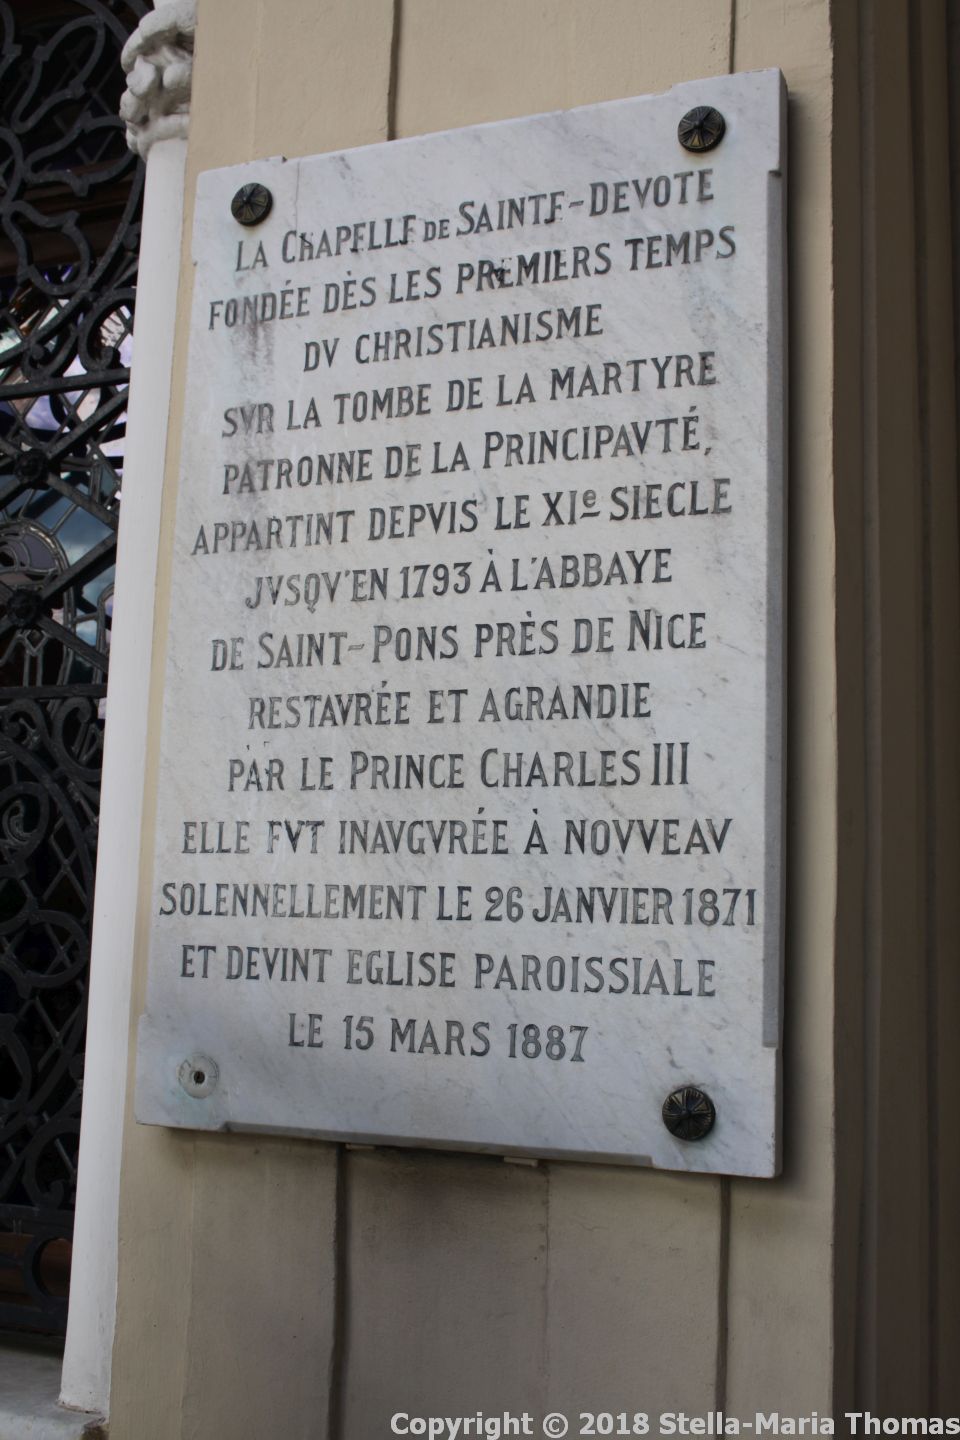 LA CHAPELLE DE SAINTE-DEVOTE
FONDÉE DÈS LES PREMIERS TEMPS
DV CHRISTIANISME
SVR LA TOMBE DE LA MARTYRE
PATRONNE DE LA PRINCIPAVTÉ,
APPARTINT DEPVIS LE XIe SIECLE
JVSQV'EN 1793 À L'ABBAYE
DE SAINT-PONS PRÈS DE NICE
RESTAVRÉE ET AGRANDIE
PAR LE PRINCE CHARLES III
ELLE FVT INAVGVRÉE À NOVVEAV
SOLENNELLEMENT LE 26 JANVIER 1871
ET DEVINT EGLISE PAROISSIALE
LE 15 MARS 1887
Copyright © 2018 Stella-Maria Thomas